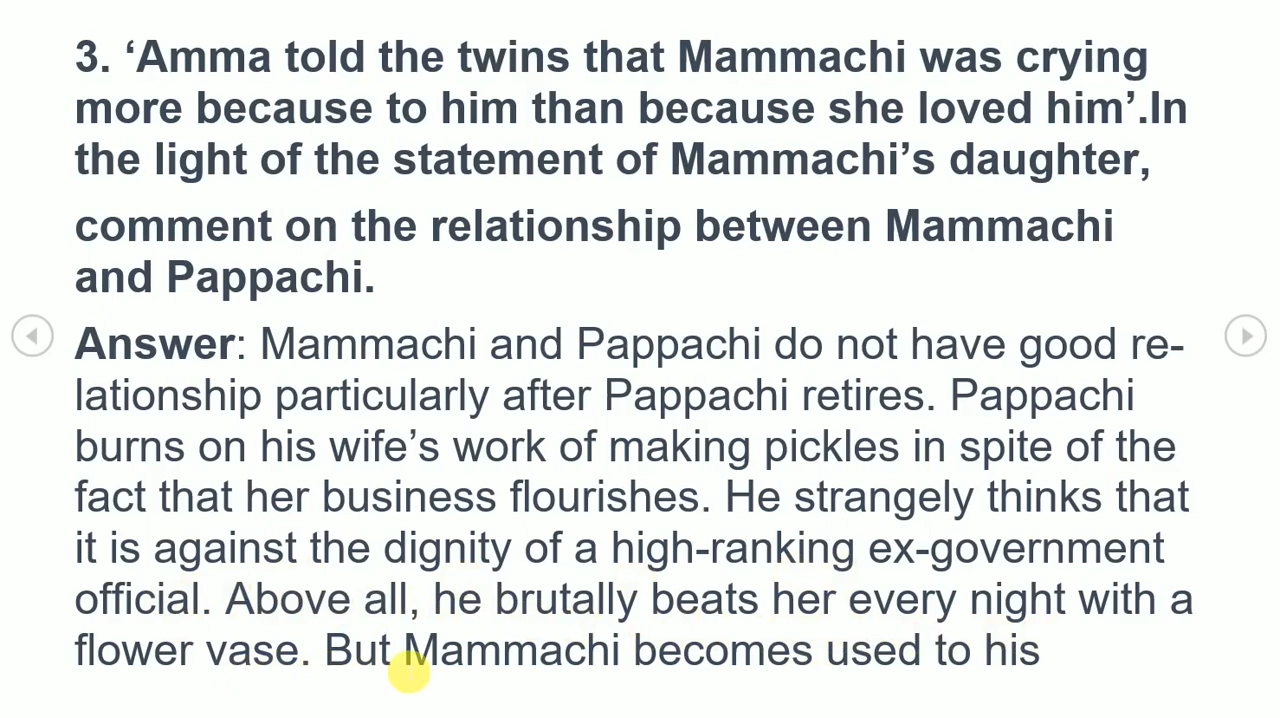 3. ‘Amma told the twins that Mammachi was crying
more because to him than because she loved him’.In
the light of the statement of Mammachi’s daughter,
comment on the relationship between Mammachi
and Pappachi.
Answer: Mammachi and Pappachi do not have good re-
lationship particularly after Pappachi retires. Pappachi
burns on his wife’s work of making pickles in spite of the
fact that her business flourishes. He strangely thinks that
it is against the dignity of a high-ranking ex-government
official. Above all, he brutally beats her every night with a
flower vase. But Mammachi becomes used to his